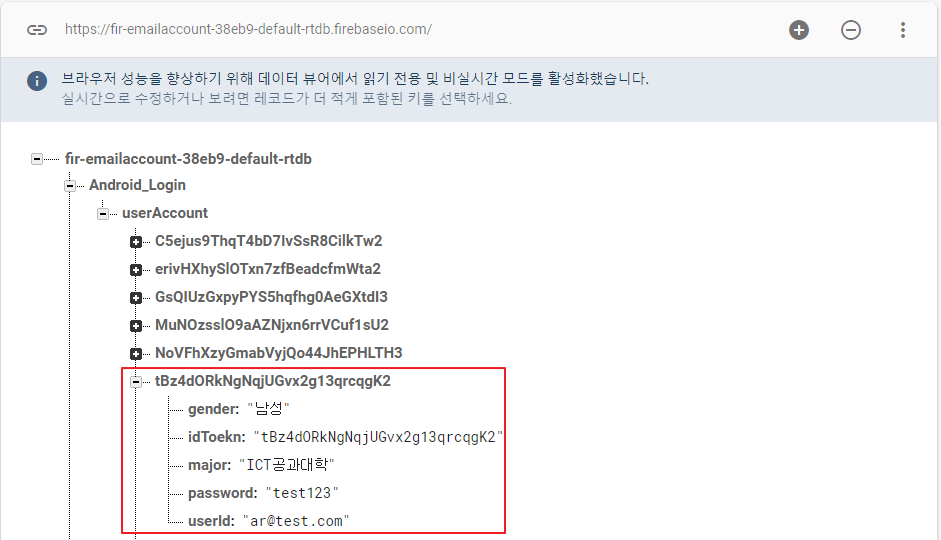 https://fir-emailaccount-38eb9-default-rtdb.firebaseio.com/
브라우저 성능을 향상하기 위해 데이터 뷰어에서 읽기 전용 및 비실시간 모드를 활성화했습니다.
실시간으로 수정하거나 보려면 레코드가 더 적게 포함된 키를 선택하세요.
fir-emailaccount-38eb9-default-rtdb
Android_Login
userAccount
C5ejus9ThqT4bD7IvSsR8CilkTw2
erivHXhySlOTxn7zfBeadcfmWta2
GsQIUzGxpyPYS5hqfhg0AeGXtdI3
MuNOzsslO9aAZNjxn6rrVCuf1sU2
NoVFhXzyGmabVyjQo44JhEPHLTH3
tBz4dORkNgNqjUGvx2g13qrcqgK2
gender: "남성"
idToekn: "tBz4dORkNgNqjUGvx2g13qrcqgK2"
major: "ICT공과대학"
password: "test123"
userId: "ar@test.com"